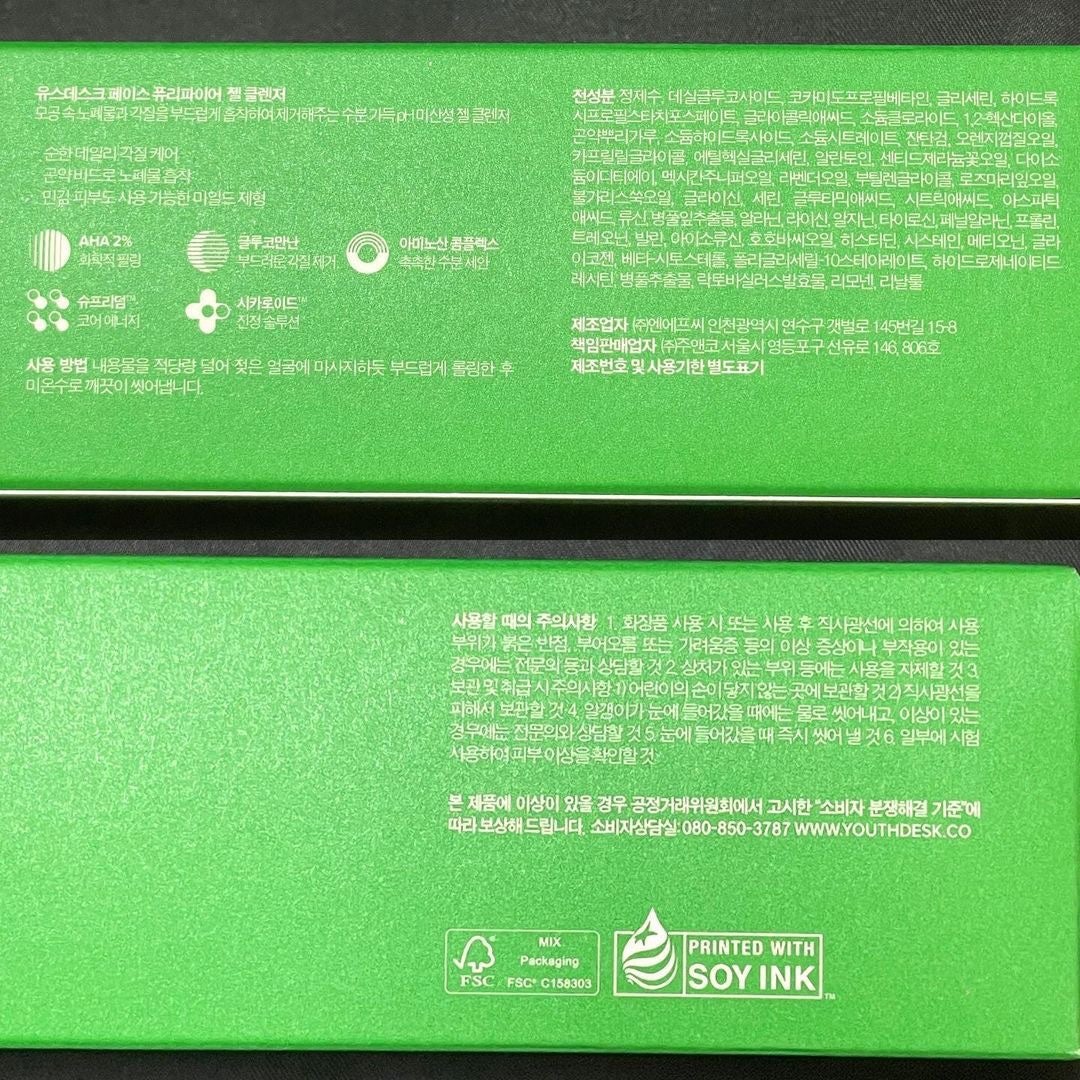 유스데스크 페이스 퓨리파이어 젤 클렌저
모공 속 노폐물과 각질을 부드럽게 흡착하여 제거해주는 수분 가득 pH 미산성 젤 클렌저
순한 데일리 각질 케어
곤약 비드로 노폐물 흡착
민감 피부도 사용 가능한 마일드 제형
AHA 2%
화학적 필링
글루코만난
부드러운 각질 제거
아미노산 콤플렉스
촉촉한 수분 세안
슈프리덤™
코어 에너지
시카로이드™
진정 솔루션
사용 방법 내용물을 적당량 덜어 젖은 얼굴에 마사지하듯 부드럽게 롤링한 후
미온수로 깨끗이 씻어냅니다.
전성분 정제수, 데실글루코사이드, 코카미도프로필베타인, 글리세린, 하이드록
시프로필스타치포스페이트, 글라이콜릭애씨드, 소듐클로라이드, 1,2-헥산다이올,
곤약뿌리가루, 소듐하이드록사이드, 소듐시트레이트, 잔탄검, 오렌지껍질오일,
카프릴릴글라이콜, 에틸헥실글리세린, 알란토인, 센티드제라늄꽃오일, 다이소
듐이디티에이, 멕시칸주니퍼오일, 라벤더오일, 부틸렌글라이콜, 로즈마리잎오일,
불가리스쑥오일, 글라이신, 세린, 글루타믹애씨드, 시트릭애씨드, 아스파틱
애씨드, 류신, 병풀잎추출물, 알라닌, 라이신, 알지닌, 타이로신, 페닐알라닌, 프롤린,
트레오닌, 발린, 아이소류신, 호호바씨오일, 히스티딘, 시스테인, 메티오닌, 글라
이코젠, 베타-시토스테롤, 폴리글리세릴-10스테아레이트, 하이드로제네이티드
레시틴, 병풀추출물, 락토바실러스발효물, 리모넨, 리날룰
제조업자 ㈜엔에프씨 인천광역시 연수구 갯벌로 145번길 15-8
책임판매업자 ㈜주앤코 서울시 영등포구 선유로 146, 806호
제조번호 및 사용기한 별도표기
사용할 때의 주의사항 1. 화장품 사용 시 또는 사용 후 직사광선에 의하여 사용
부위가 붉은 반점, 부어오름 또는 가려움증 등의 이상 증상이나 부작용이 있는
경우에는 전문의 등과 상담할 것 2. 상처가 있는 부위 등에는 사용을 자제할 것 3.
보관 및 취급 시 주의사항 1) 어린이의 손이 닿지 않는 곳에 보관할 것 2) 직사광선을
피해서 보관할 것 4. 알갱이가 눈에 들어갔을 때에는 물로 씻어내고, 이상이 있는
경우에는 전문의와 상담할 것 5. 눈에 들어갔을 때 즉시 씻어 낼 것 6. 일부에 시험
사용하여 피부 이상을 확인할 것
본 제품에 이상이 있을 경우 공정거래위원회에서 고시한 "소비자 분쟁해결 기준"에
따라 보상해 드립니다. 소비자상담실: 080-850-3787 WWW.YOUTHDESK.CO
FSC
MIX
Packaging
FSC® C158303
PRINTED WITH
SOY INK™